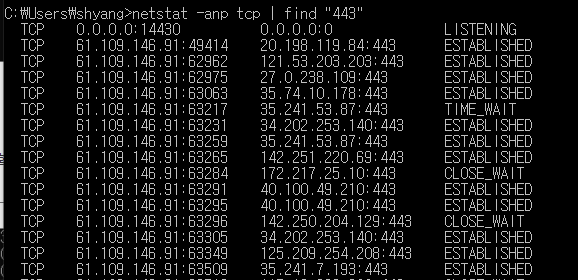 C:₩Users₩shyang>netstat -anp tcp | find "443"
TCP 0.0.0.0:14430 0.0.0.0:0 LISTENING
TCP 61.109.146.91:49414 20.198.119.84:443 ESTABLISHED
TCP 61.109.146.91:62962 121.53.203.203:443 ESTABLISHED
TCP 61.109.146.91:62975 27.0.238.109:443 ESTABLISHED
TCP 61.109.146.91:63063 35.74.10.178:443 ESTABLISHED
TCP 61.109.146.91:63217 35.241.53.87:443 TIME_WAIT
TCP 61.109.146.91:63231 34.202.253.140:443 ESTABLISHED
TCP 61.109.146.91:63259 35.241.53.87:443 ESTABLISHED
TCP 61.109.146.91:63265 142.251.220.69:443 ESTABLISHED
TCP 61.109.146.91:63284 172.217.25.10:443 CLOSE_WAIT
TCP 61.109.146.91:63291 40.100.49.210:443 ESTABLISHED
TCP 61.109.146.91:63295 40.100.49.210:443 ESTABLISHED
TCP 61.109.146.91:63296 142.250.204.129:443 CLOSE_WAIT
TCP 61.109.146.91:63305 34.202.253.140:443 ESTABLISHED
TCP 61.109.146.91:63349 125.209.254.208:443 ESTABLISHED
TCP 61.109.146.91:63509 35.241.7.193:443 ESTABLISHED